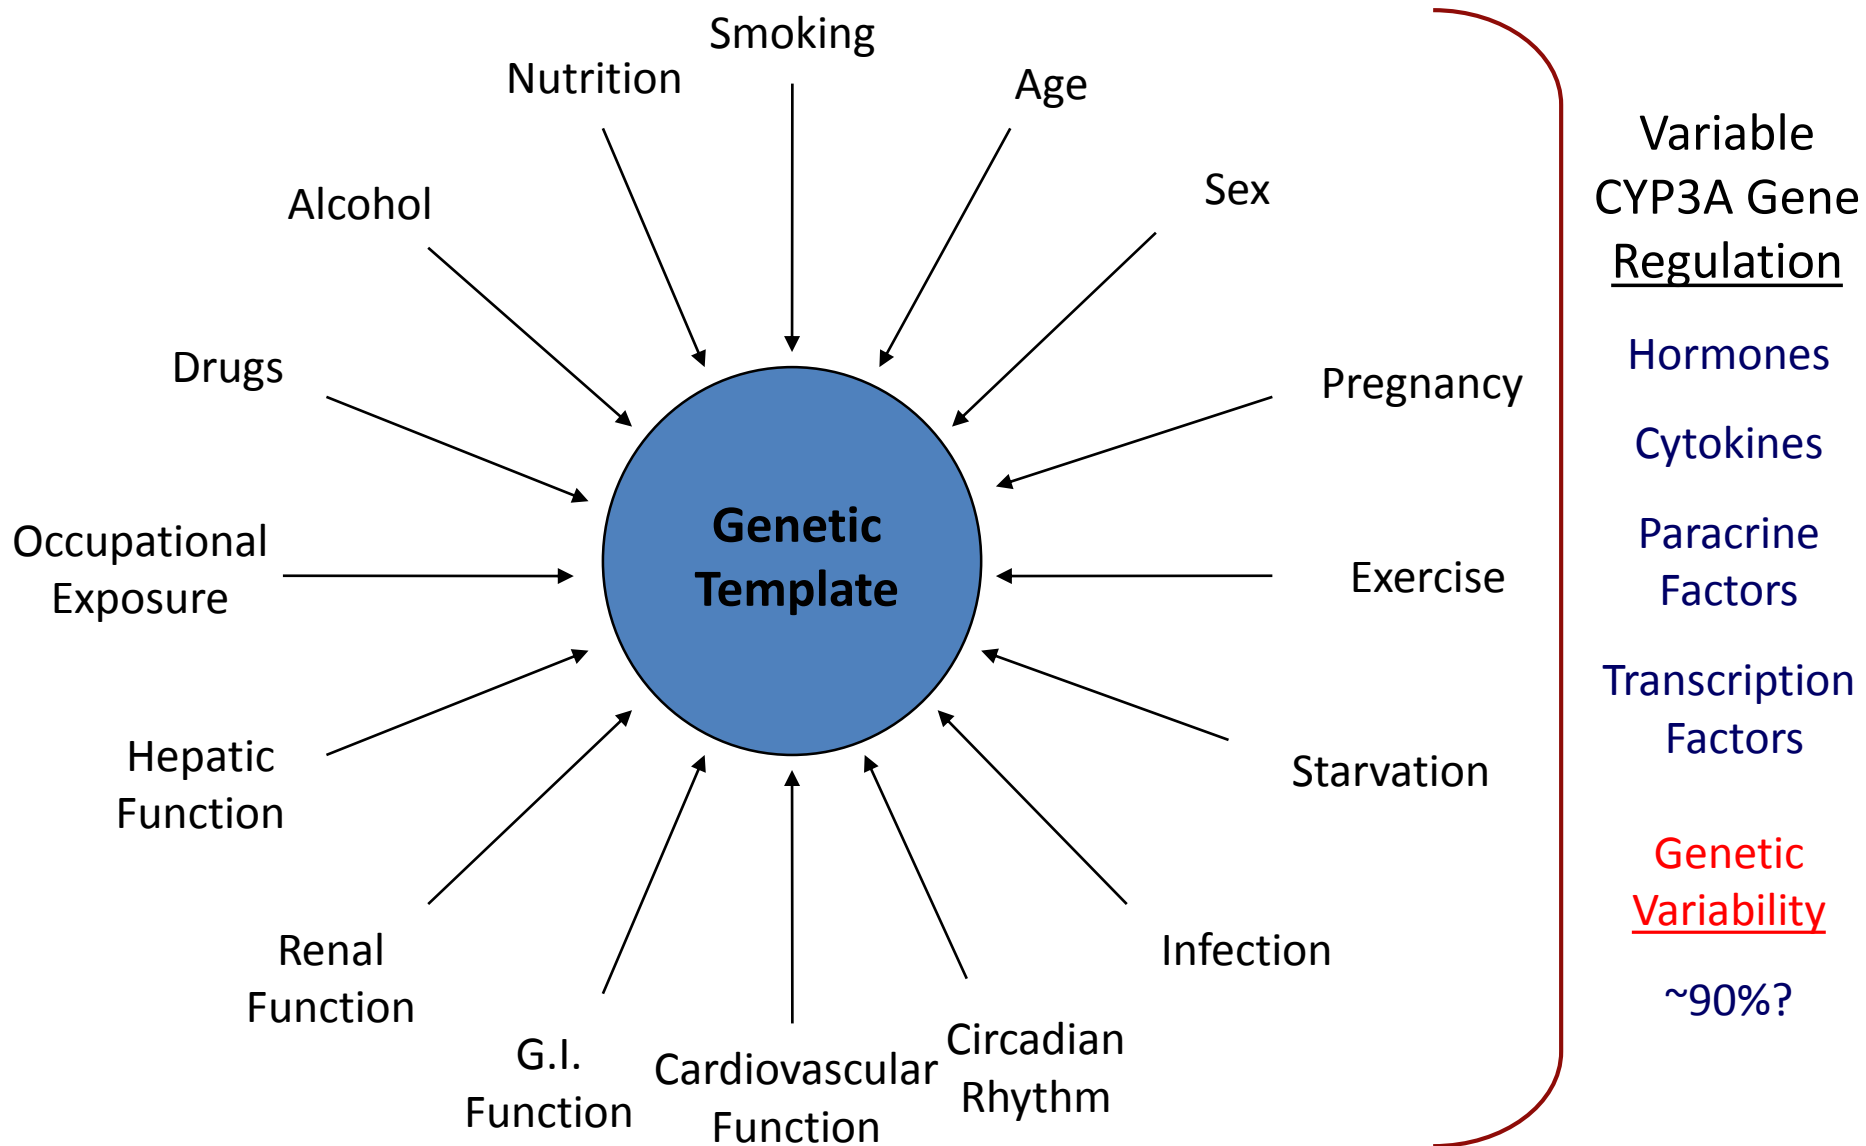 Smoking
Nutrition
Age
Alcohol
Sex
Drugs
Pregnancy
Occupational
Exposure
Exercise
Hepatic
Function
Starvation
Renal
Function
Infection
G.I.
Function
Cardiovascular
Function
Circadian
Rhythm
Genetic
Template
Variable
CYP3A Gene
Regulation
Hormones
Cytokines
Paracrine
Factors
Transcription
Factors
Genetic
Variability
~90%?